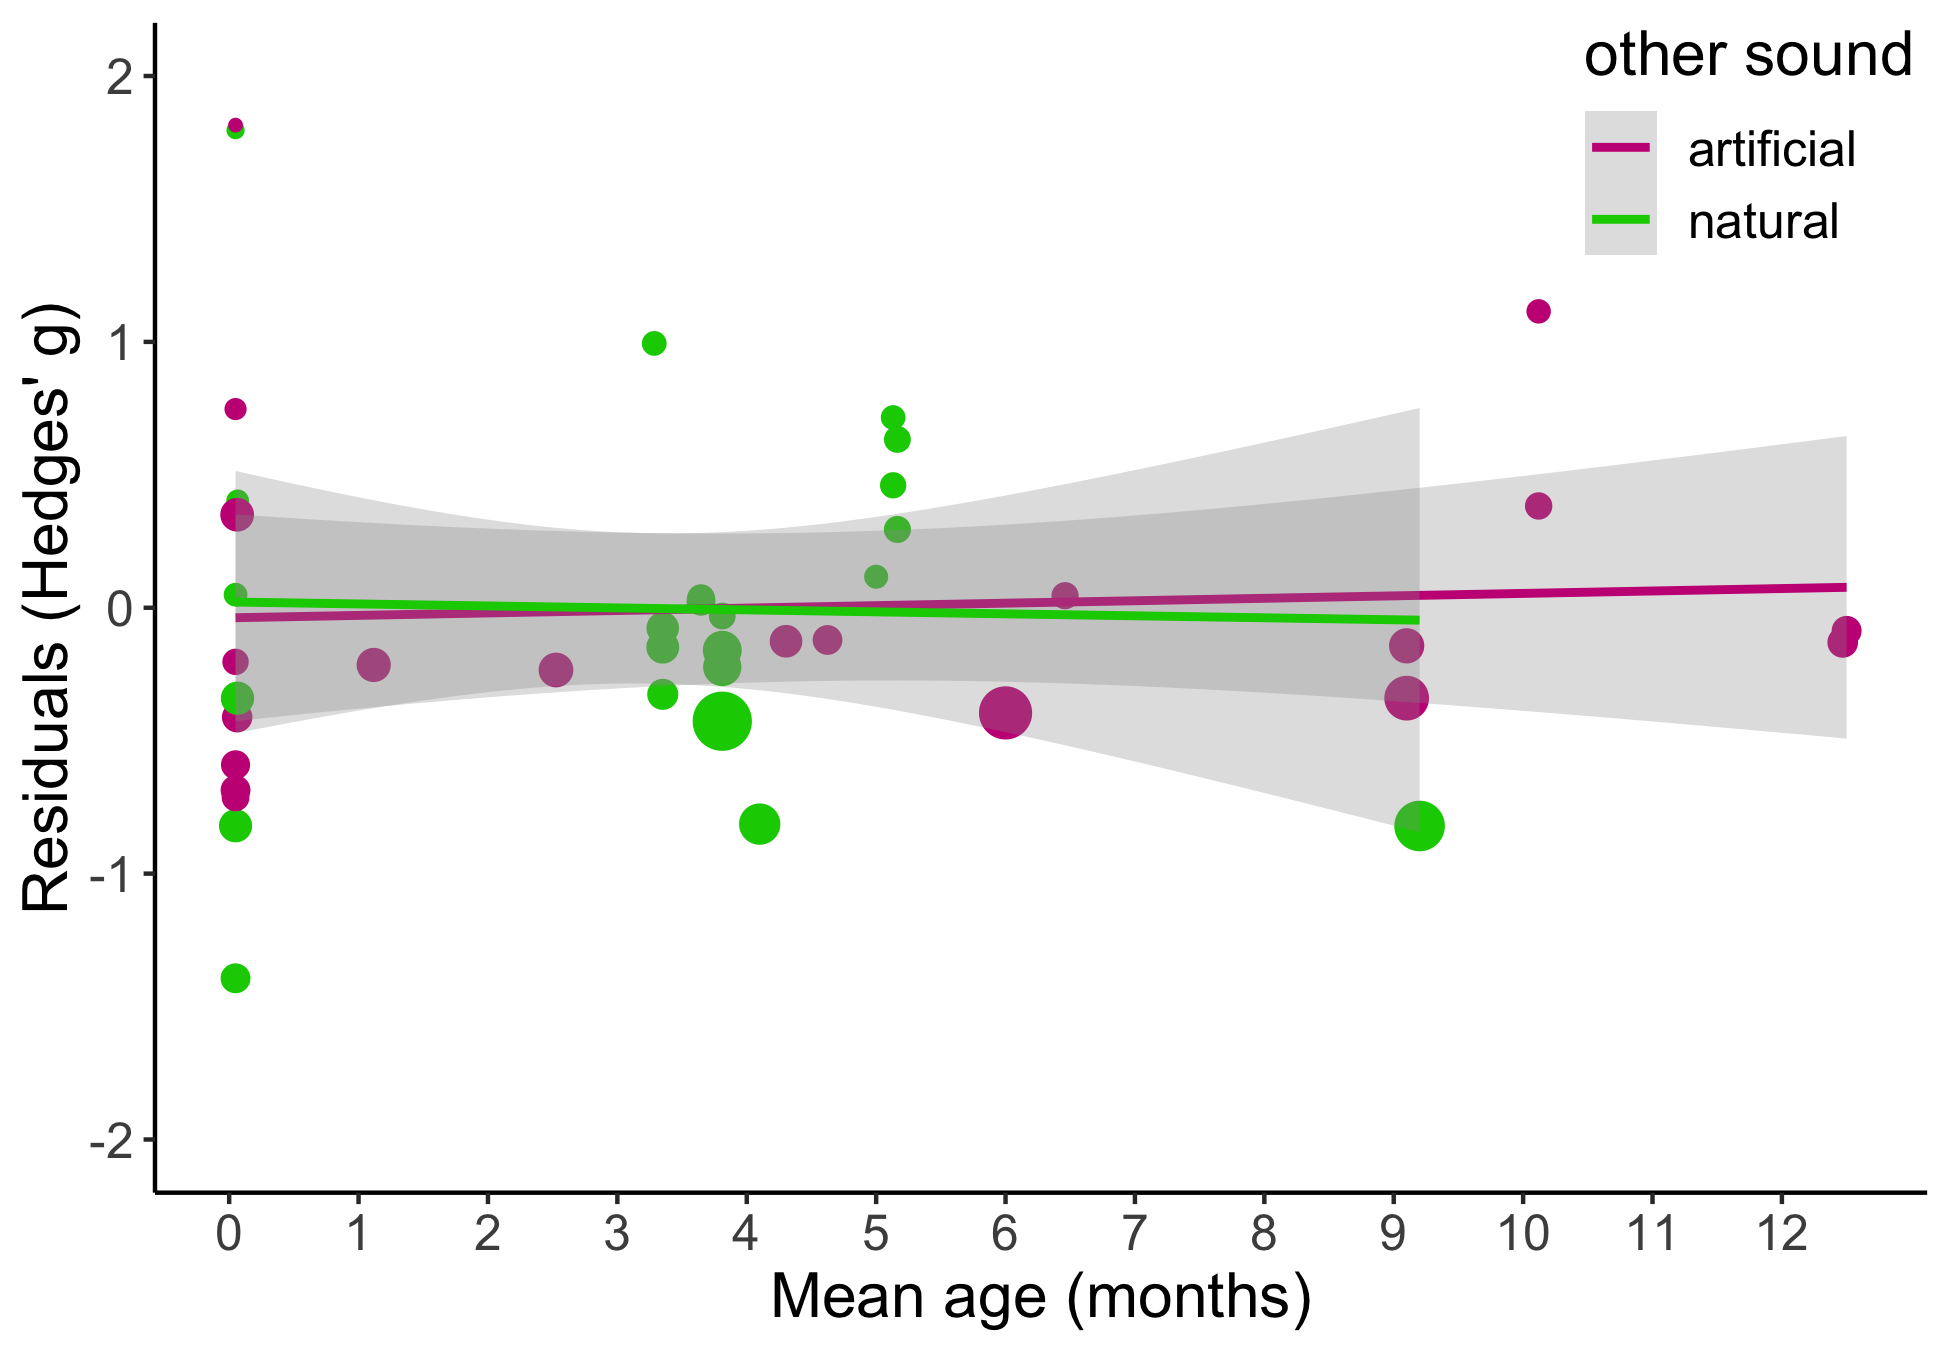 other sound
artificial
natural
Residuals (Hedges' g)
2
1
0
-1
-2
0 1 2 3 4 5 6 7 8 9 10 11 12
Mean age (months)